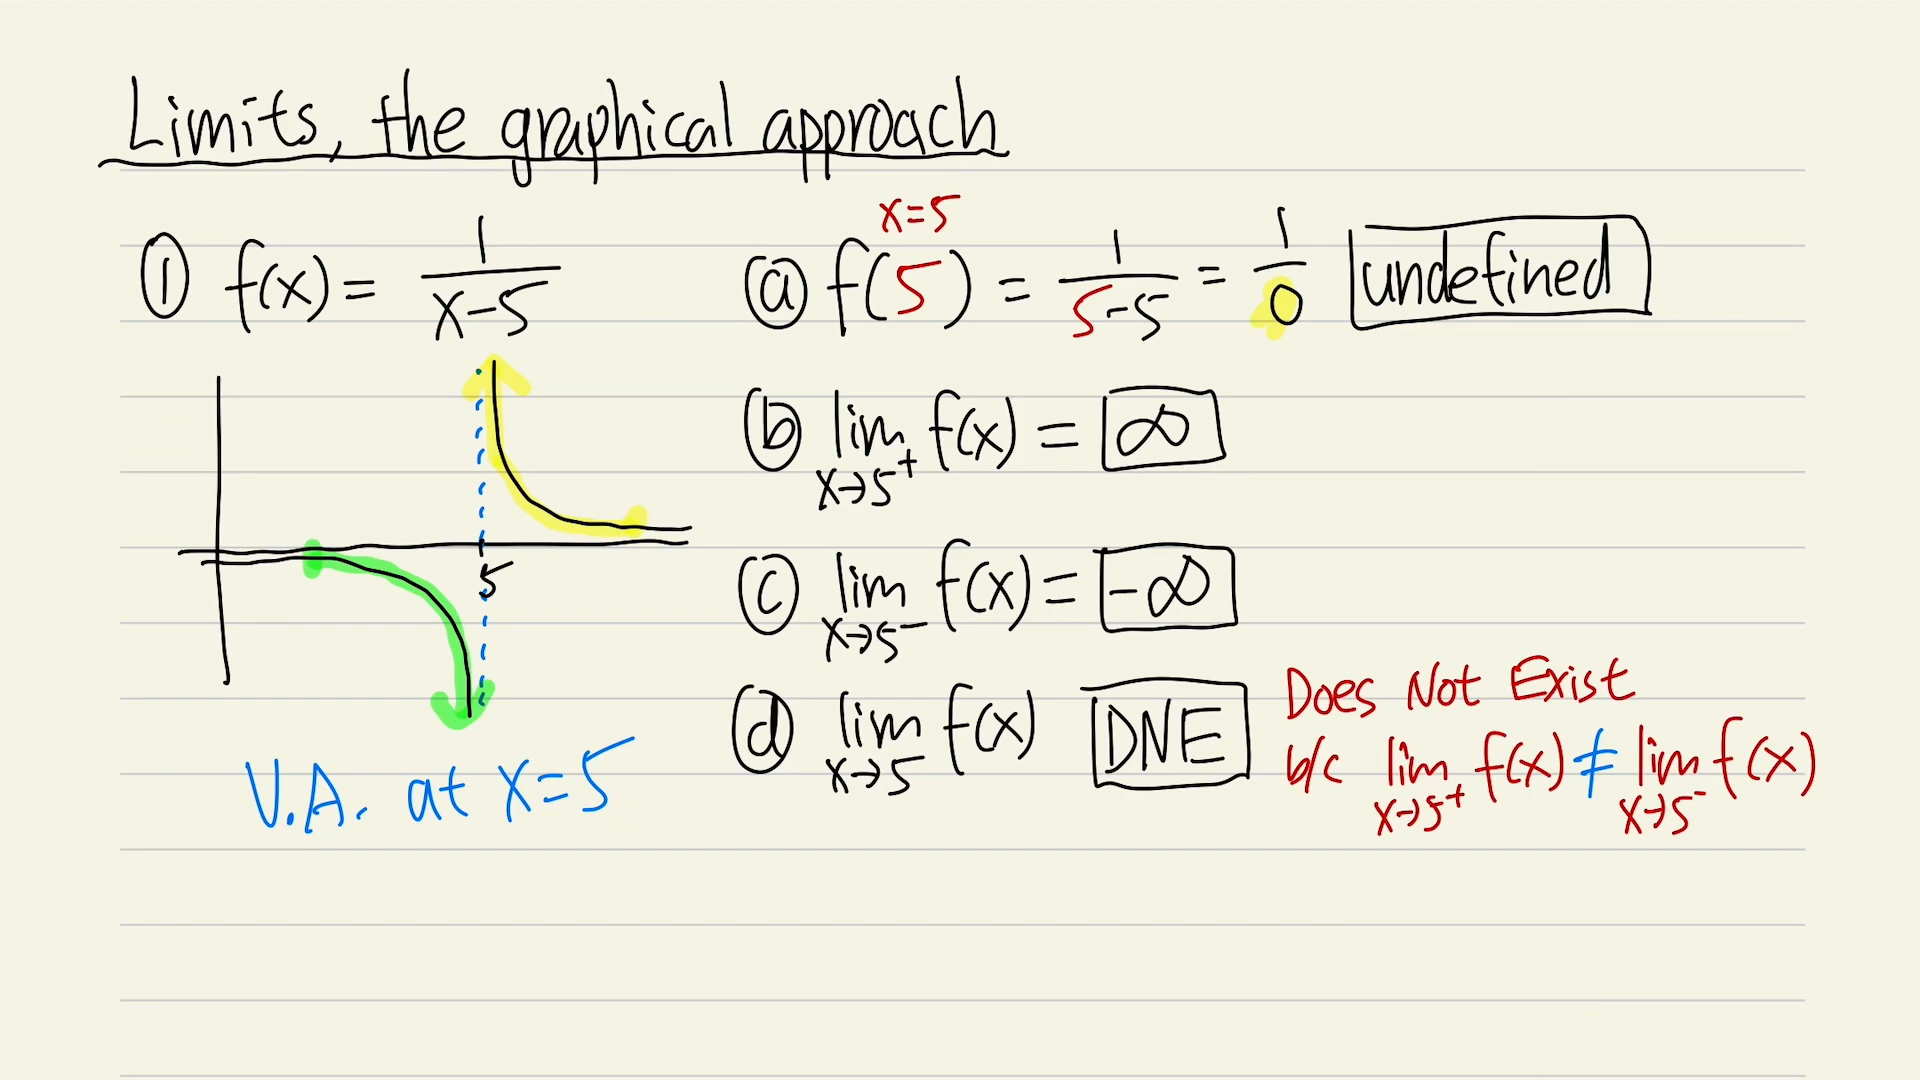 Limits, the graphical approach
① f(x) = 1/(x-5)
x=5
ⓐ f(5) = 1/(5-5) = 1/0 undefined
ⓑ lim x→5⁺ f(x) = ∞
ⓒ lim x→5⁻ f(x) = -∞
ⓓ lim x→5 f(x) DNE
Does Not Exist
b/c lim x→5⁺ f(x) ≠ lim x→5⁻ f(x)
5
V.A. at x=5